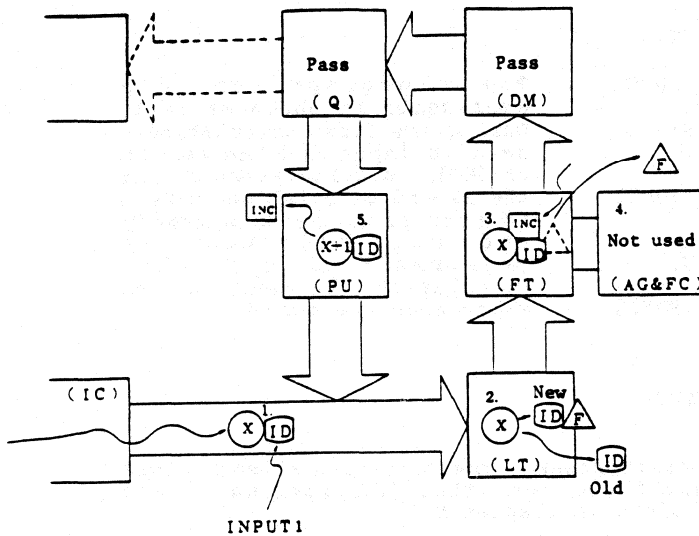 Pass
(Q)
Pass
(DM)
F
INC
5.
X+1
ID
(PU)
3.
INC
X
ID
(FT)
4.
Not used
(AG&FC)
(IC)
1.
X
ID
2.
New
X
ID
F
(LT)
ID
Old
INPUT1